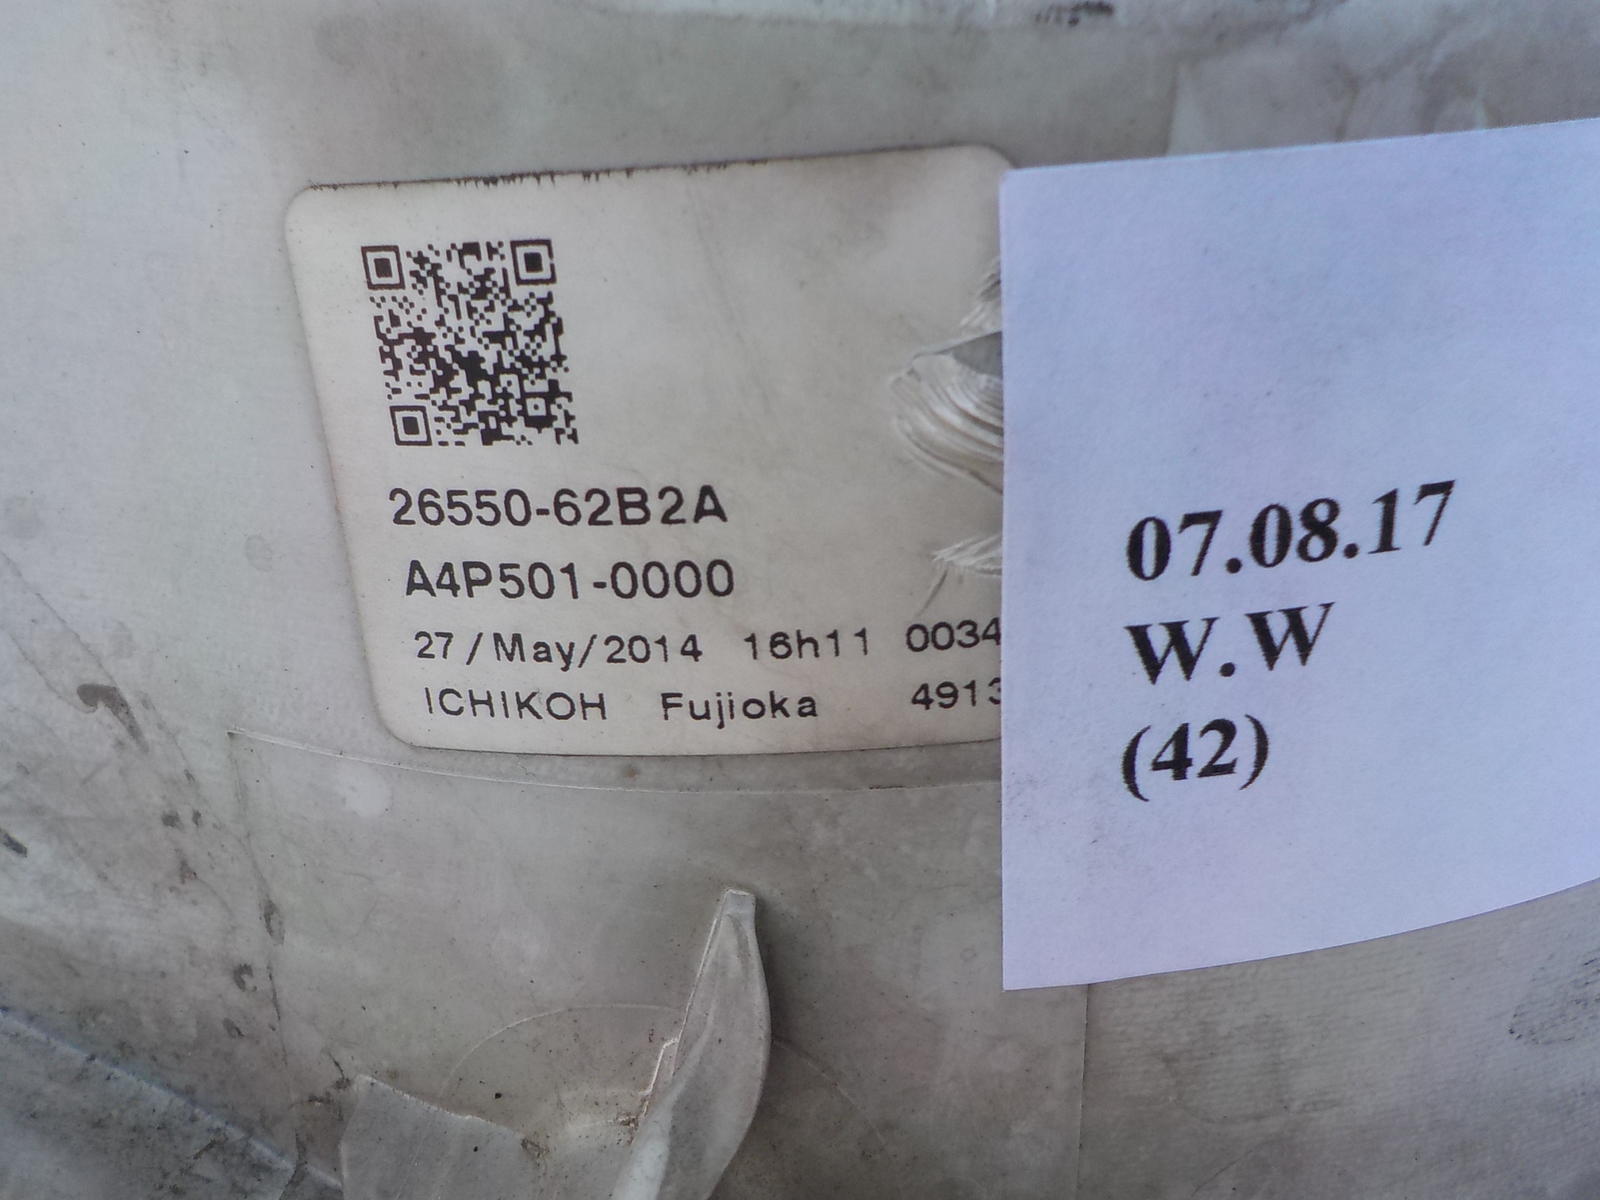 26550-62B2A
A4P501-0000
27/May/2014 16h11 0034
ICHIKOH Fujioka 4913
07.08.17
W.W
(42)